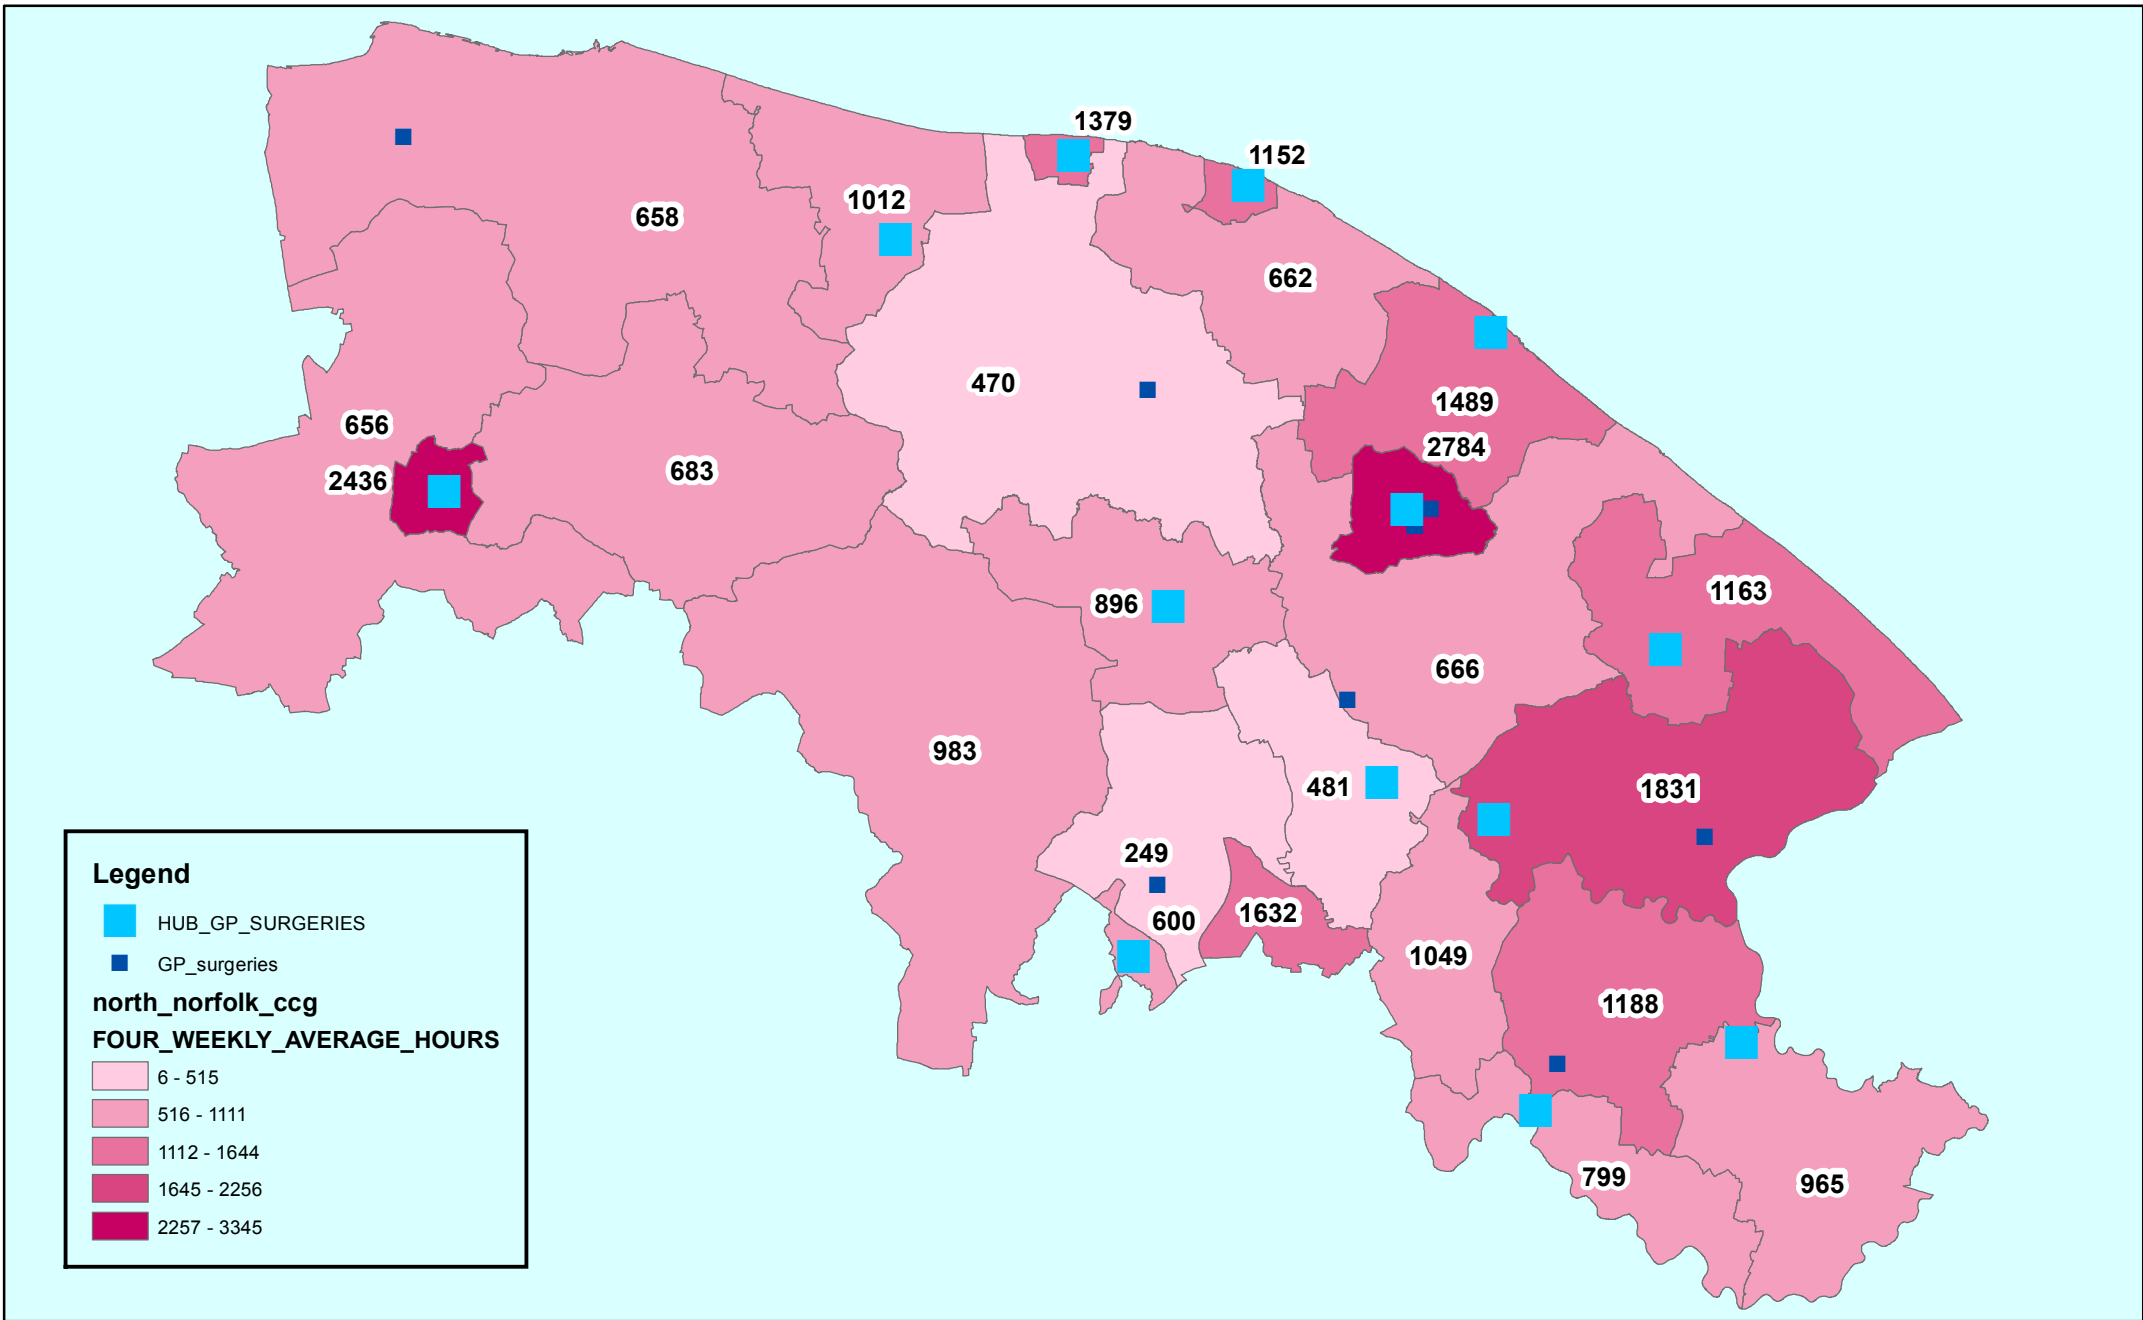 1379
1152
1012
658
662
470
1489
656
2784
683
2436
1163
896
666
983
481
1831
249
1632
600
1049
1188
799
965
Legend
HUB_GP_SURGERIES
GP_surgeries
north_norfolk_ccg
FOUR_WEEKLY_AVERAGE_HOURS
6 - 515
516 - 1111
1112 - 1644
1645 - 2256
2257 - 3345